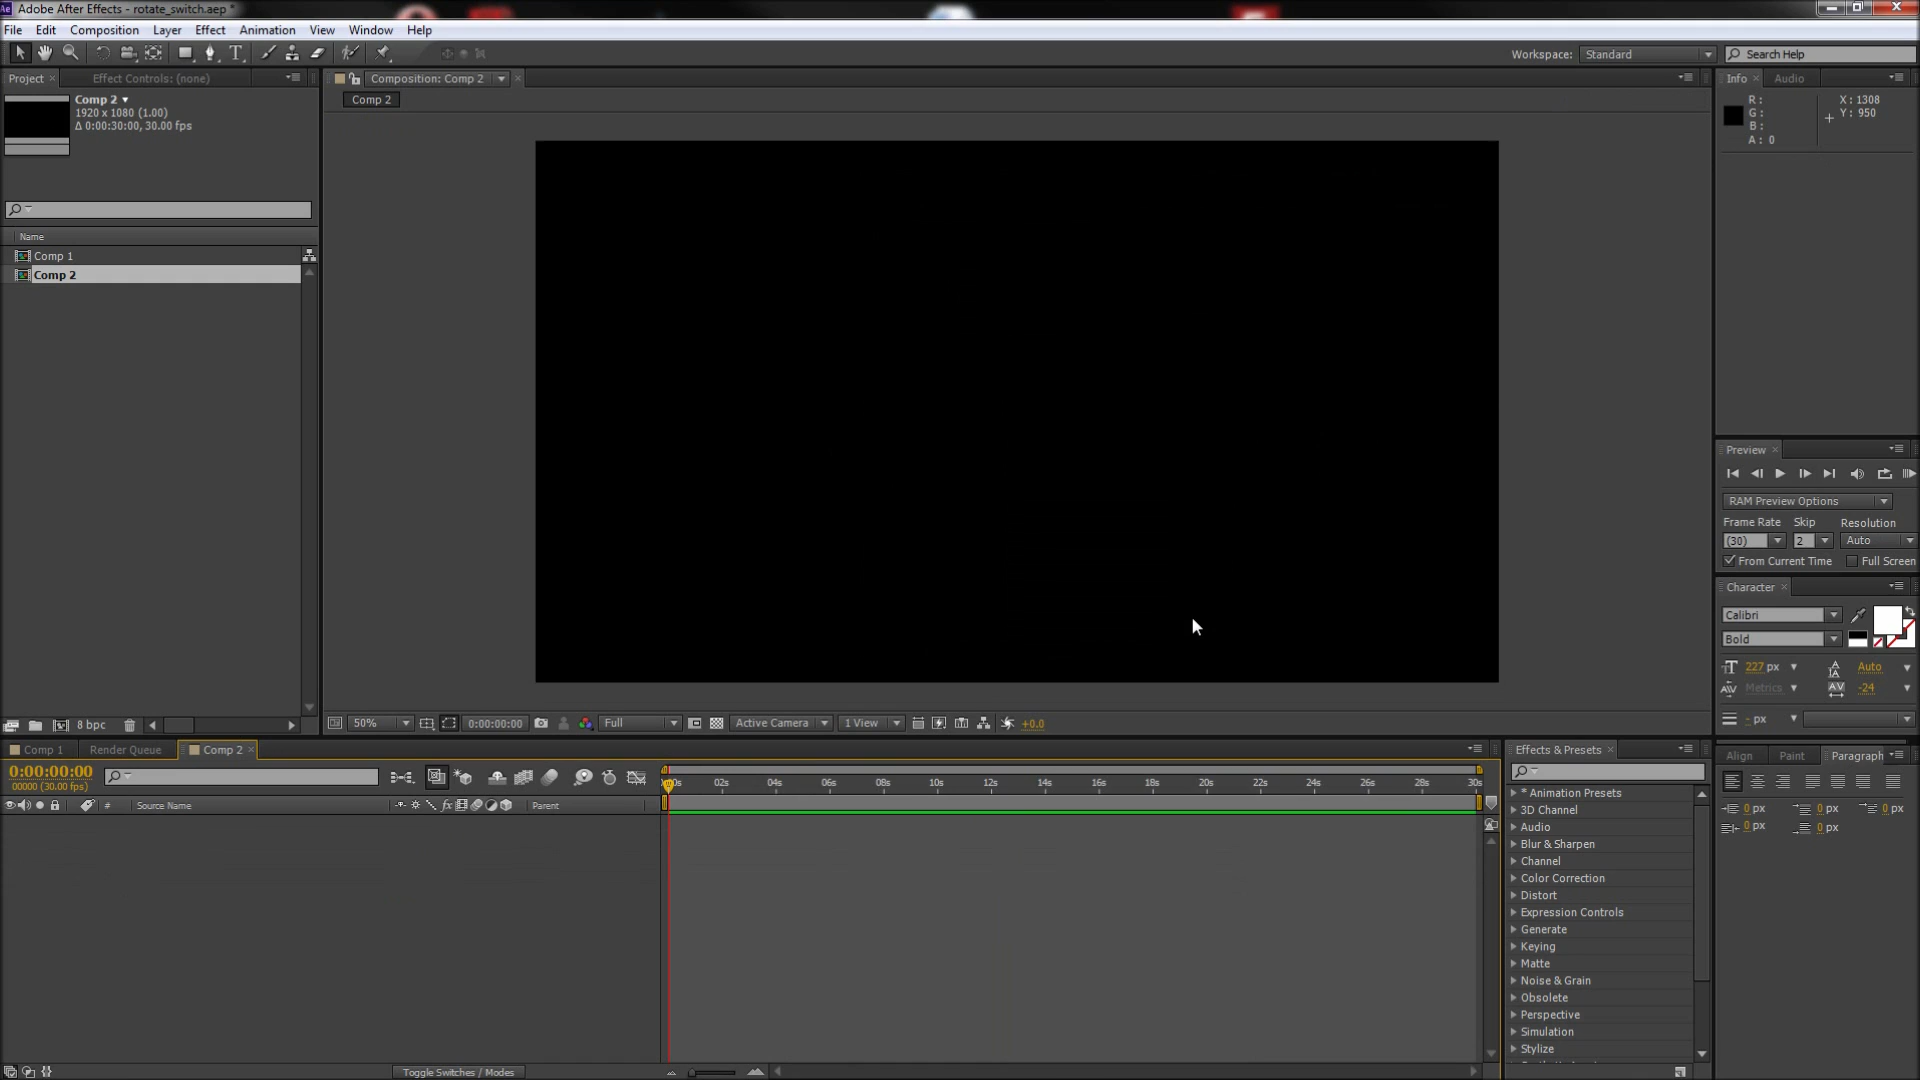 Adobe After Effects - rotate_switch.aep *
File Edit Composition Layer Effect Animation View Window Help
Workspace: Standard Search Help
Project Effect Controls: (none) Composition: Comp 2 Info Audio
Comp 2
Comp 2
1920 x 1080 (1.00)
Δ 0:00:30:00, 30.00 fps
R:
G:
B:
A: 0
X: 1308
Y: 950
Name
Comp 1
Comp 2
Preview
RAM Preview Options
Frame Rate Skip Resolution
(30) 2 Auto
From Current Time Full Screen
Character
Calibri
Bold
227 px Auto
Metrics -24
- px
8 bpc
50% 0:00:00:00 Full Active Camera 1 View +0.0
Comp 1 Render Queue Comp 2
0:00:00:00
00000 (30.00 fps)
02s 04s 06s 08s 10s 12s 14s 16s 18s 20s 22s 24s 26s 28s 30s
# Source Name fx Parent
Effects & Presets
* Animation Presets
3D Channel
Audio
Blur & Sharpen
Channel
Color Correction
Distort
Expression Controls
Generate
Keying
Matte
Noise & Grain
Obsolete
Perspective
Simulation
Stylize
Align Paint Paragraph
0 px 0 px 0 px
0 px 0 px
Toggle Switches / Modes